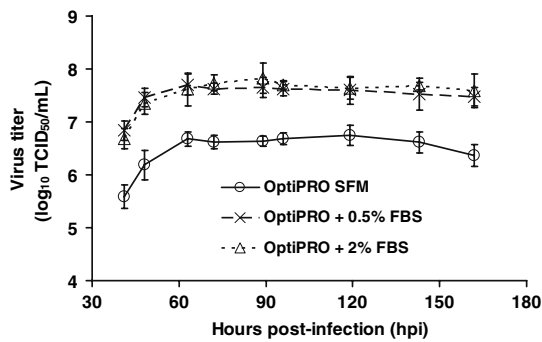 9
8
7
6
5
4
Virus titer
(log₁₀ TCID₅₀/mL)
OptiPRO SFM
OptiPRO + 0.5% FBS
OptiPRO + 2% FBS
30 60 90 120 150 180
Hours post-infection (hpi)